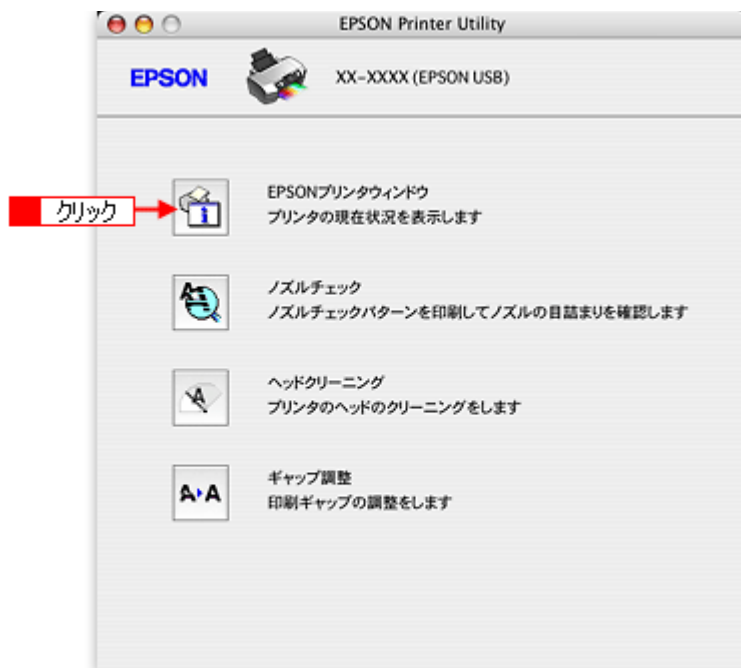 EPSON Printer Utility
EPSON
XX-XXXX (EPSON USB)
EPSONプリンタウィンドウ
クリック
プリンタの現在状況を表示します
ノズルチェック
ノズルチェックパターンを印刷してノズルの目詰まりを確認します
ヘッドクリーニング
プリンタのヘッドのクリーニングをします
A▸A
ギャップ調整
印刷ギャップの調整をします